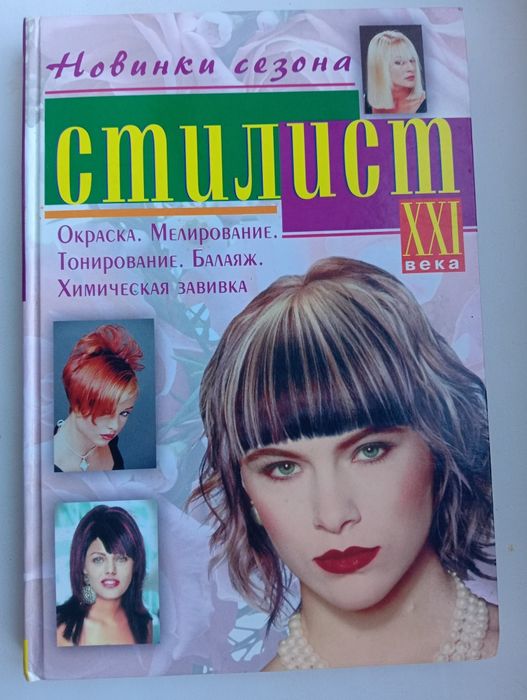 Новинки сезона
стилист
XXI
века
Окраска. Мелирование.
Тонирование. Балаяж.
Химическая завивка